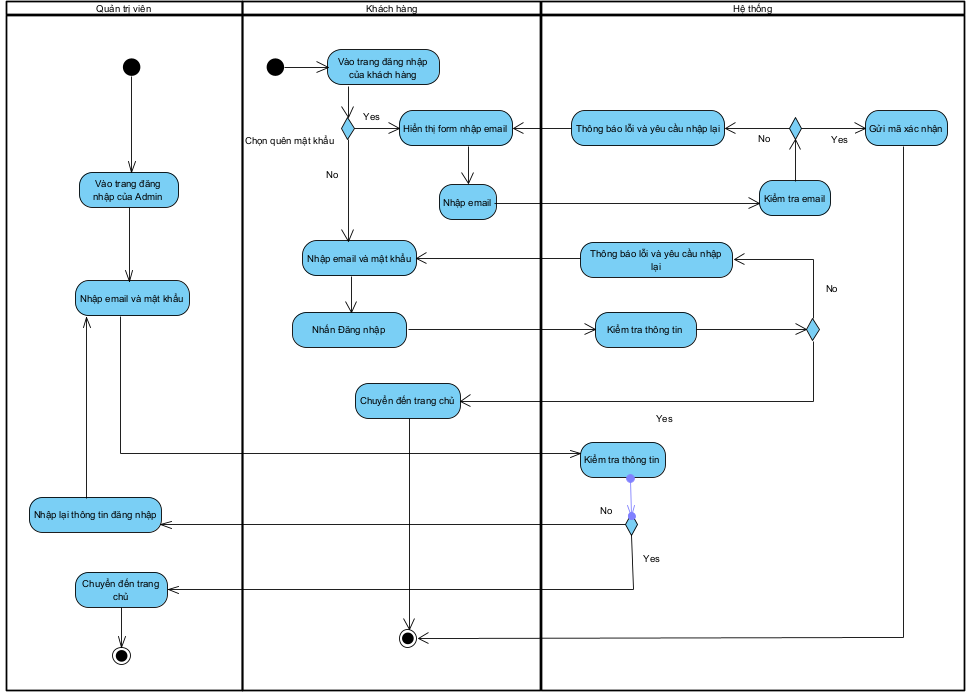 Quản trị viên
Khách hàng
Hệ thống
Vào trang đăng nhập
của khách hàng
Yes
Chọn quên mật khẩu
Hiển thị form nhập email
Thông báo lỗi và yêu cầu nhập lại
No
Yes
Gửi mã xác nhận
No
Vào trang đăng
nhập của Admin
Nhập email
Kiểm tra email
Nhập email và mật khẩu
Thông báo lỗi và yêu cầu nhập
lại
No
Nhập email và mật khẩu
Nhấn Đăng nhập
Kiểm tra thông tin
Chuyển đến trang chủ
Yes
Kiểm tra thông tin
Nhập lại thông tin đăng nhập
No
Yes
Chuyển đến trang
chủ